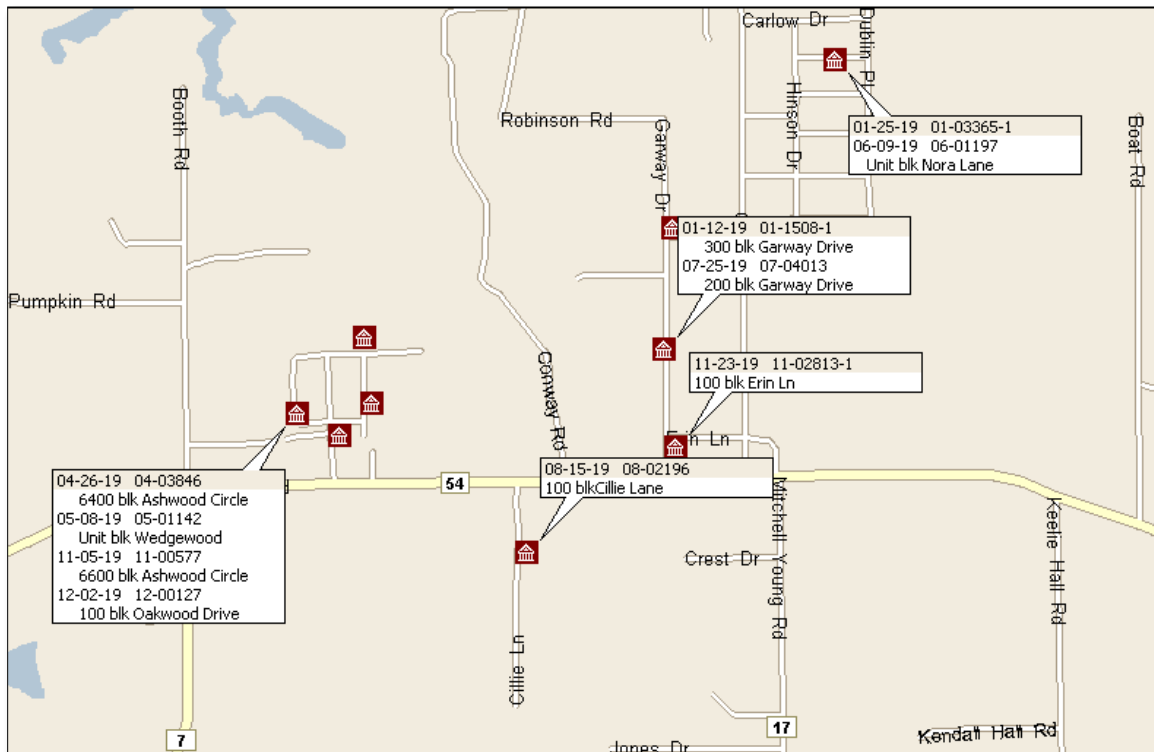 Carlow Dr
Dublin Pl
Hinson Dr
Booth Rd
Robinson Rd
Garway Dr
Boat Rd
01-25-19 01-03365-1
06-09-19 06-01197
Unit blk Nora Lane
01-12-19 01-1508-1
300 blk Garway Drive
07-25-19 07-04013
200 blk Garway Drive
Pumpkin Rd
11-23-19 11-02813-1
100 blk Erin Ln
Conway Rd
Erin Ln
08-15-19 08-02196
100 blkCillie Lane
54
04-26-19 04-03846
6400 blk Ashwood Circle
05-08-19 05-01142
Unit blk Wedgewood
11-05-19 11-00577
6600 blk Ashwood Circle
12-02-19 12-00127
100 blk Oakwood Drive
Mitchell Young Rd
Keelie Hall Rd
Crest Dr
Cillie Ln
7
17
Kendall Hall Rd
Jones Dr